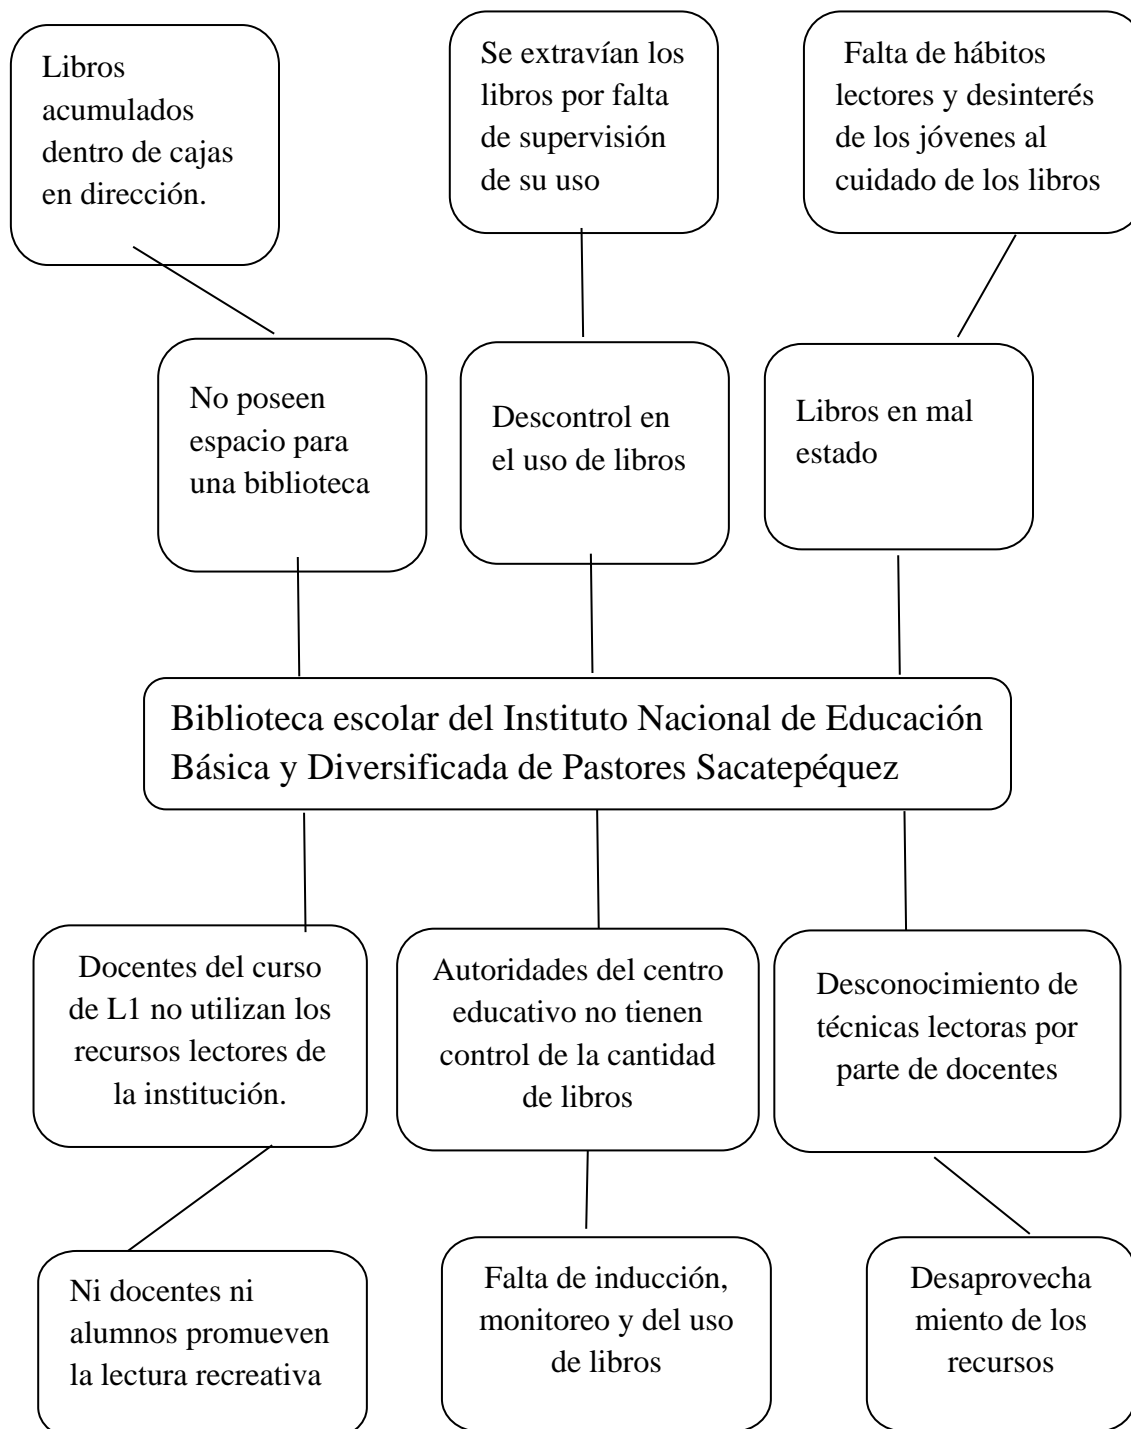 Libros
acumulados
dentro de cajas
en dirección.
Se extravían los
libros por falta
de supervisión
de su uso
Falta de hábitos
lectores y desinterés
de los jóvenes al
cuidado de los libros
No poseen
espacio para
una biblioteca
Descontrol en
el uso de libros
Libros en mal
estado
Biblioteca escolar del Instituto Nacional de Educación
Básica y Diversificada de Pastores Sacatepéquez
Docentes del curso
de L1 no utilizan los
recursos lectores de
la institución.
Autoridades del centro
educativo no tienen
control de la cantidad
de libros
Desconocimiento de
técnicas lectoras por
parte de docentes
Ni docentes ni
alumnos promueven
la lectura recreativa
Falta de inducción,
monitoreo y del uso
de libros
Desaprovecha
miento de los
recursos